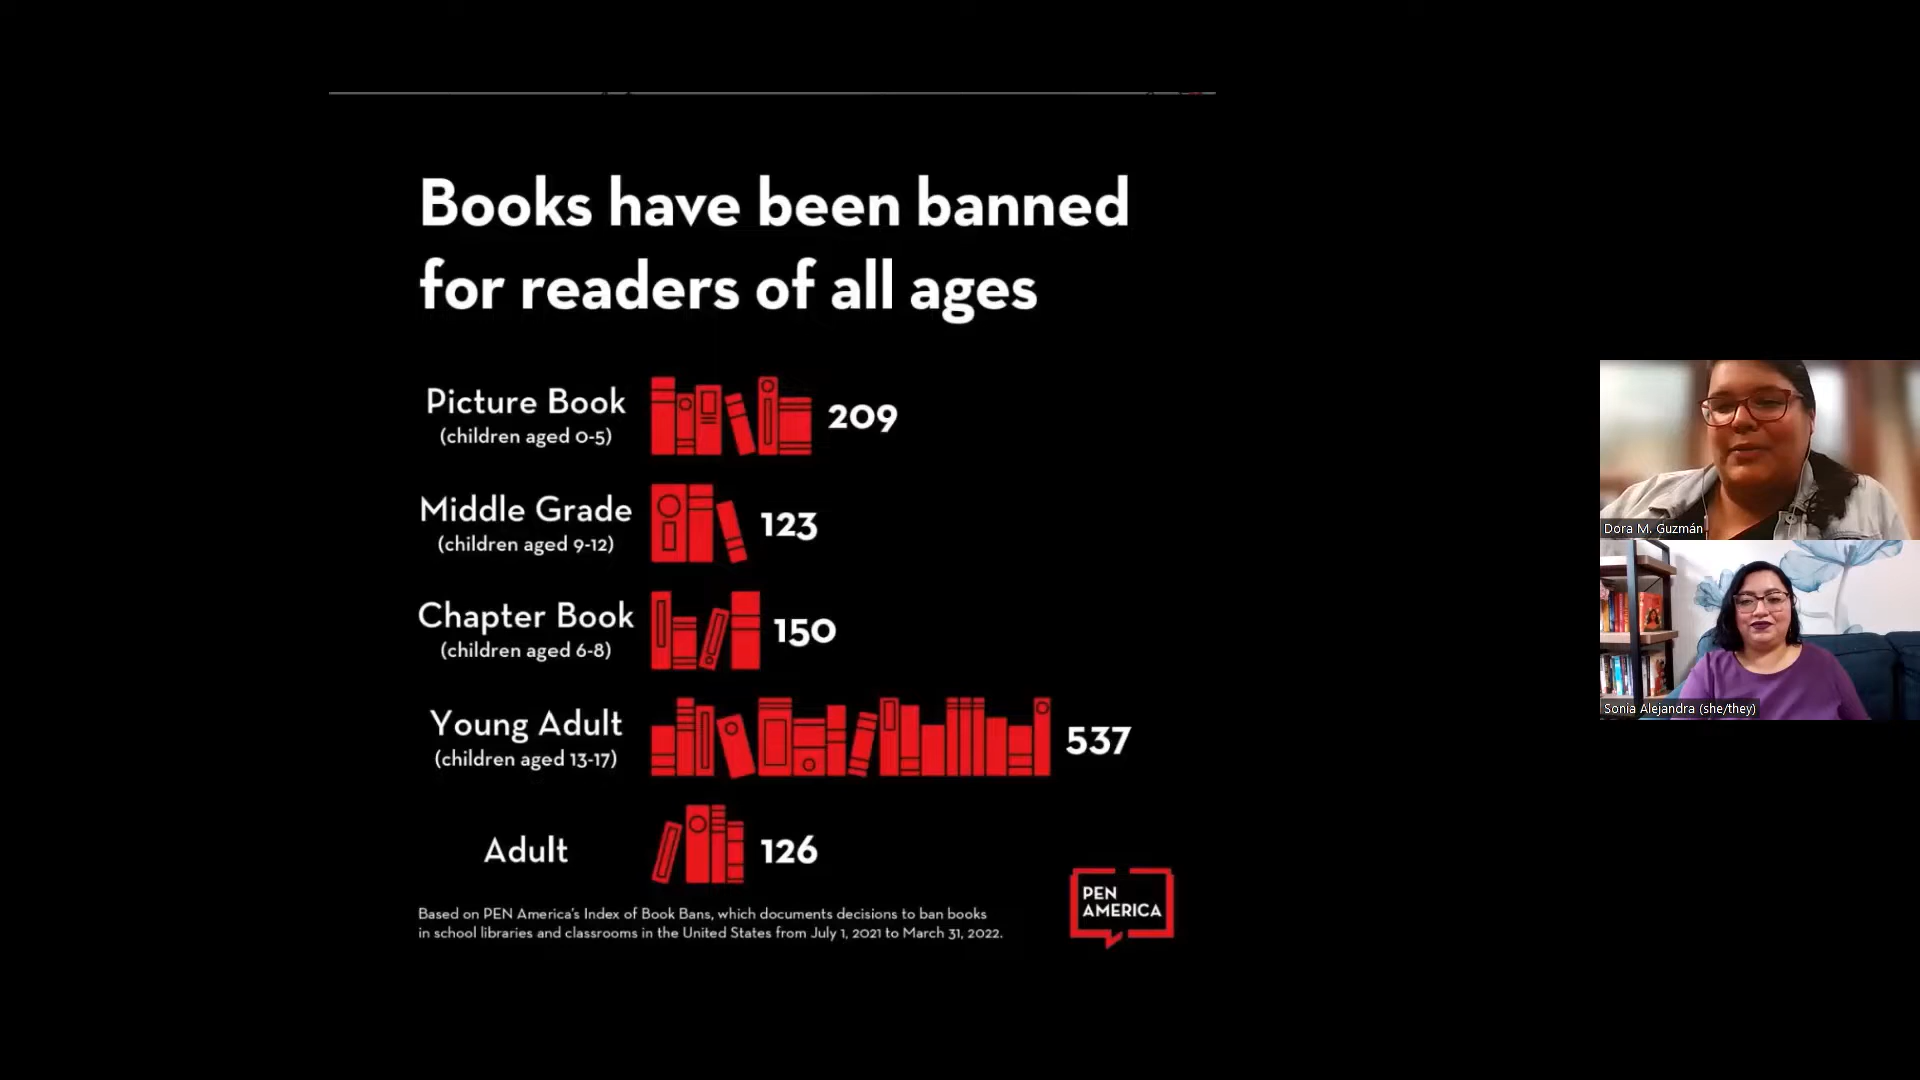 Books have been banned
for readers of all ages
Picture Book
(children aged 0-5)
209
Middle Grade
(children aged 9-12)
123
Chapter Book
(children aged 6-8)
150
Young Adult
(children aged 13-17)
537
Adult
126
Based on PEN America's Index of Book Bans, which documents decisions to ban books
in school libraries and classrooms in the United States from July 1, 2021 to March 31, 2022.
PEN
AMERICA
Dora M. Guzmán
Sonia Alejandra (she/they)